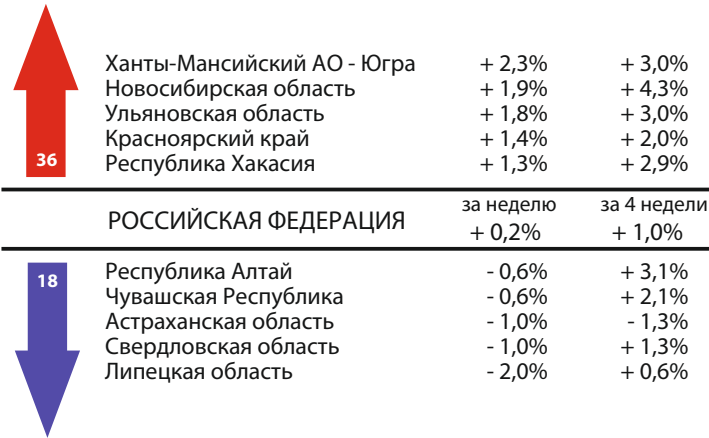 Ханты-Мансийский АО - Югра + 2,3% + 3,0%
Новосибирская область + 1,9% + 4,3%
Ульяновская область + 1,8% + 3,0%
Красноярский край + 1,4% + 2,0%
36 Республика Хакасия + 1,3% + 2,9%
за неделю за 4 недели
РОССИЙСКАЯ ФЕДЕРАЦИЯ + 0,2% + 1,0%
18 Республика Алтай - 0,6% + 3,1%
Чувашская Республика - 0,6% + 2,1%
Астраханская область - 1,0% - 1,3%
Свердловская область - 1,0% + 1,3%
Липецкая область - 2,0% + 0,6%